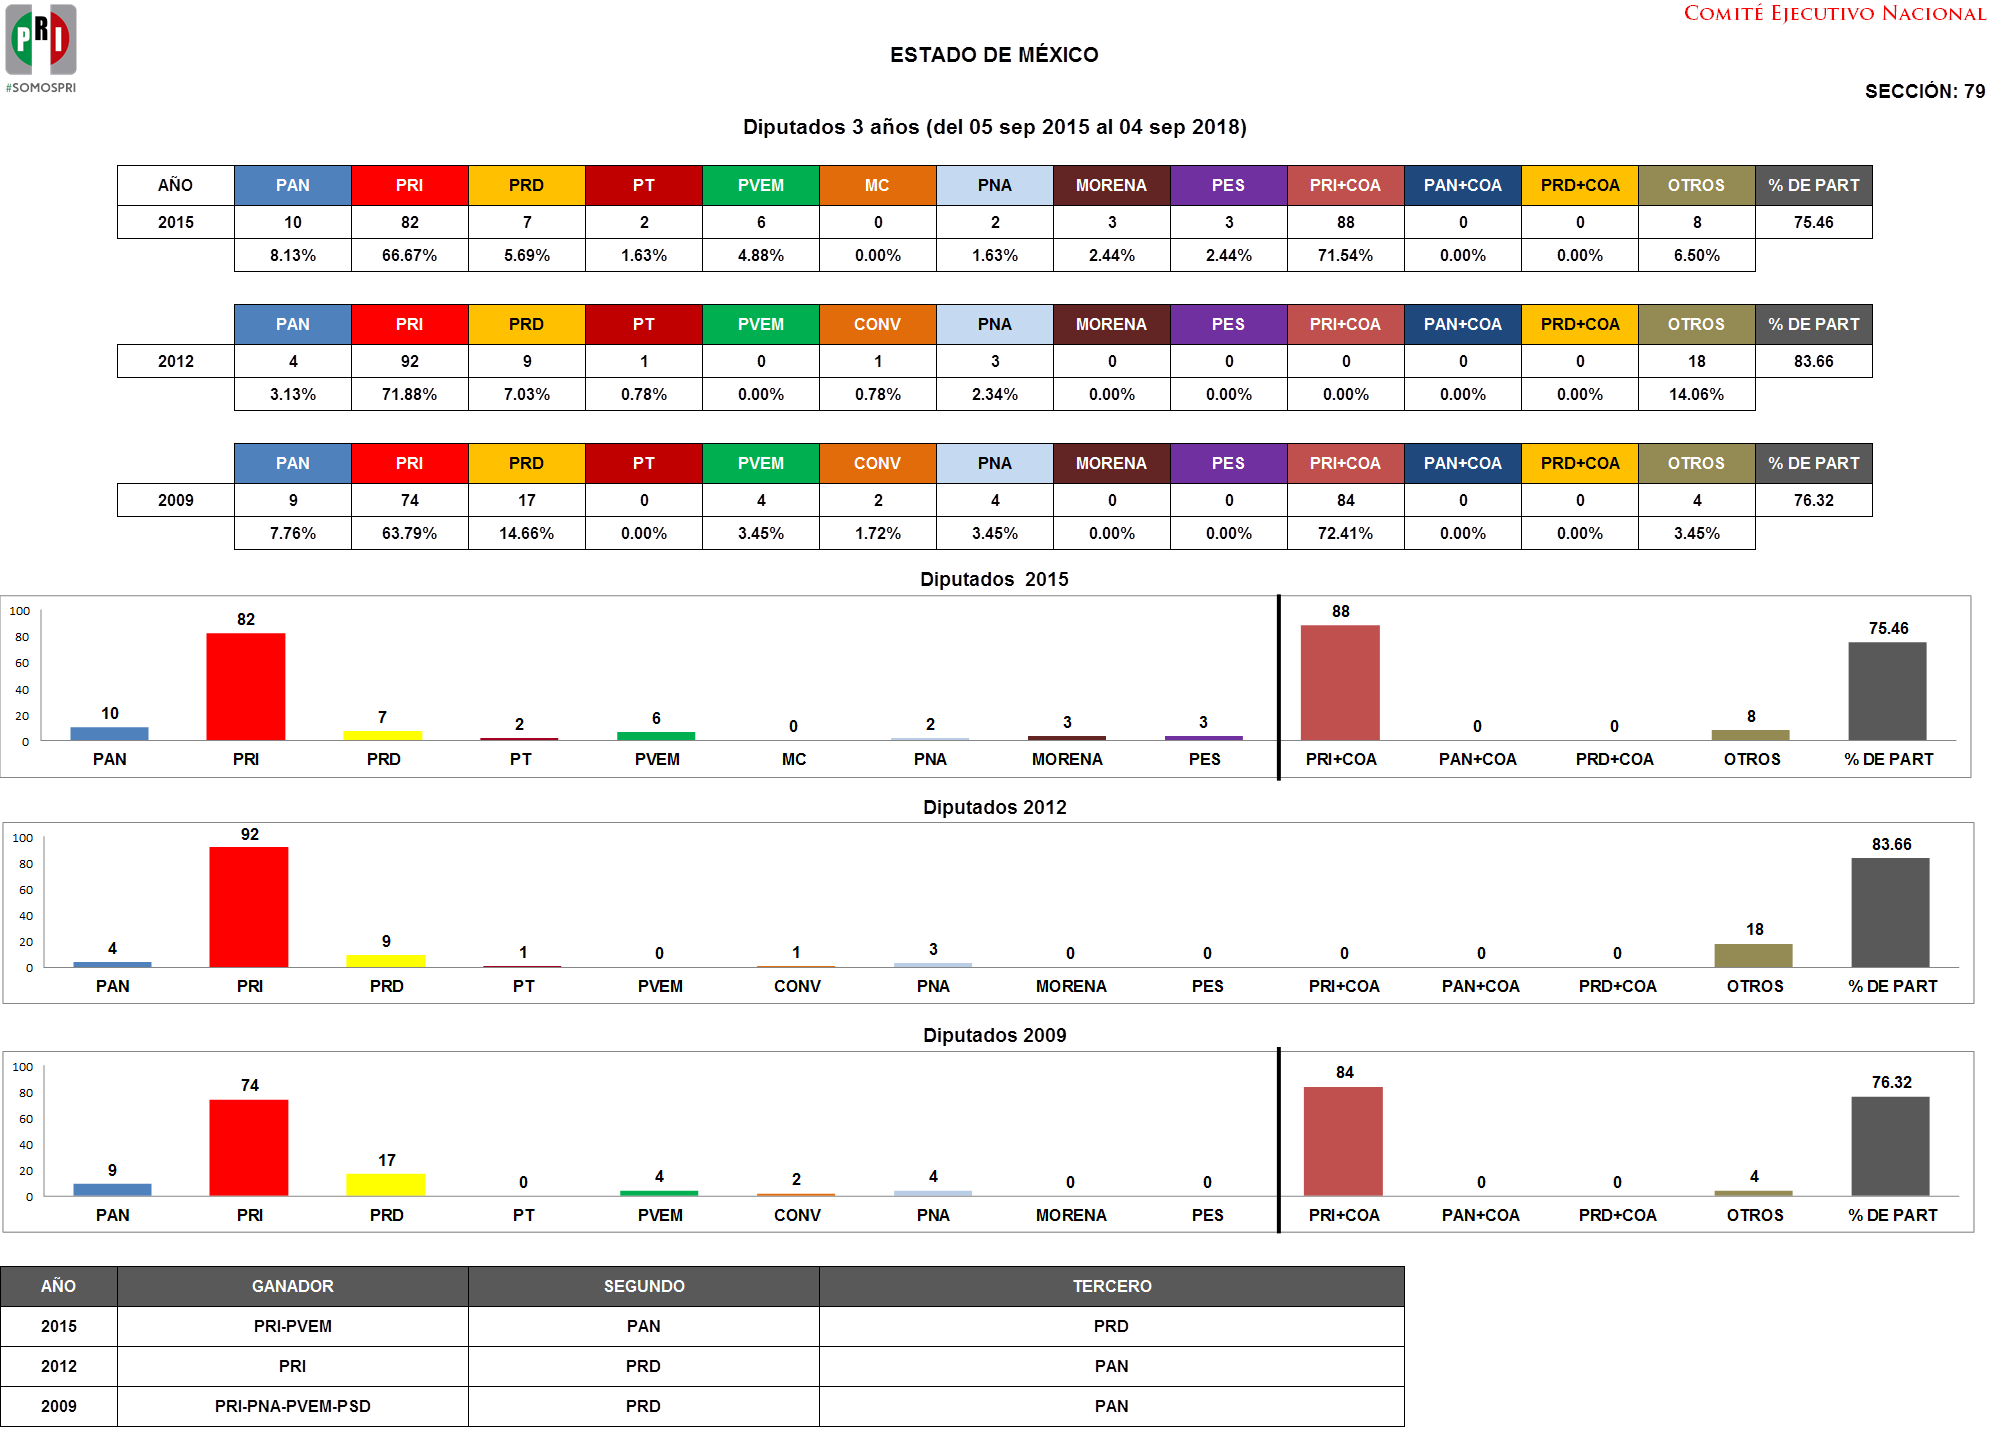 PRI
#SOMOSPRI
COMITÉ EJECUTIVO NACIONAL
ESTADO DE MÉXICO
SECCIÓN: 79
Diputados 3 años (del 05 sep 2015 al 04 sep 2018)
AÑO PAN PRI PRD PT PVEM MC PNA MORENA PES PRI+COA PAN+COA PRD+COA OTROS % DE PART
2015 10 82 7 2 6 0 2 3 3 88 0 0 8 75.46
8.13% 66.67% 5.69% 1.63% 4.88% 0.00% 1.63% 2.44% 2.44% 71.54% 0.00% 0.00% 6.50%
PAN PRI PRD PT PVEM CONV PNA MORENA PES PRI+COA PAN+COA PRD+COA OTROS % DE PART
2012 4 92 9 1 0 1 3 0 0 0 0 0 18 83.66
3.13% 71.88% 7.03% 0.78% 0.00% 0.78% 2.34% 0.00% 0.00% 0.00% 0.00% 0.00% 14.06%
PAN PRI PRD PT PVEM CONV PNA MORENA PES PRI+COA PAN+COA PRD+COA OTROS % DE PART
2009 9 74 17 0 4 2 4 0 0 84 0 0 4 76.32
7.76% 63.79% 14.66% 0.00% 3.45% 1.72% 3.45% 0.00% 0.00% 72.41% 0.00% 0.00% 3.45%
Diputados 2015
100
80
60
40
20
0
10 82 7 2 6 0 2 3 3 88 0 0 8 75.46
PAN PRI PRD PT PVEM MC PNA MORENA PES PRI+COA PAN+COA PRD+COA OTROS % DE PART
Diputados 2012
100
80
60
40
20
0
4 92 9 1 0 1 3 0 0 0 0 0 18 83.66
PAN PRI PRD PT PVEM CONV PNA MORENA PES PRI+COA PAN+COA PRD+COA OTROS % DE PART
Diputados 2009
100
80
60
40
20
0
9 74 17 0 4 2 4 0 0 84 0 0 4 76.32
PAN PRI PRD PT PVEM CONV PNA MORENA PES PRI+COA PAN+COA PRD+COA OTROS % DE PART
AÑO GANADOR SEGUNDO TERCERO
2015 PRI-PVEM PAN PRD
2012 PRI PRD PAN
2009 PRI-PNA-PVEM-PSD PRD PAN